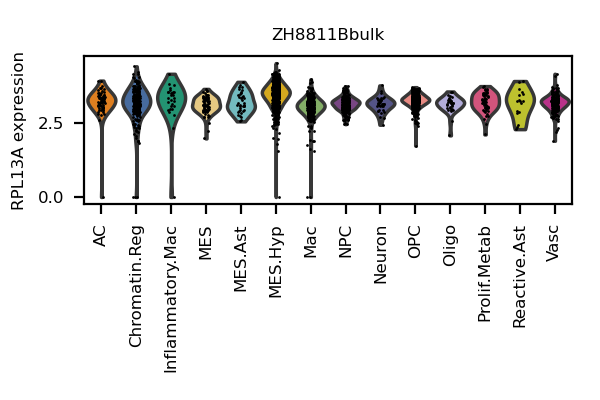 ZH8811Bbulk
RPL13A expression
2.5
0.0
AC
Chromatin.Reg
Inflammatory.Mac
MES
MES.Ast
MES.Hyp
Mac
NPC
Neuron
OPC
Oligo
Prolif.Metab
Reactive.Ast
Vasc